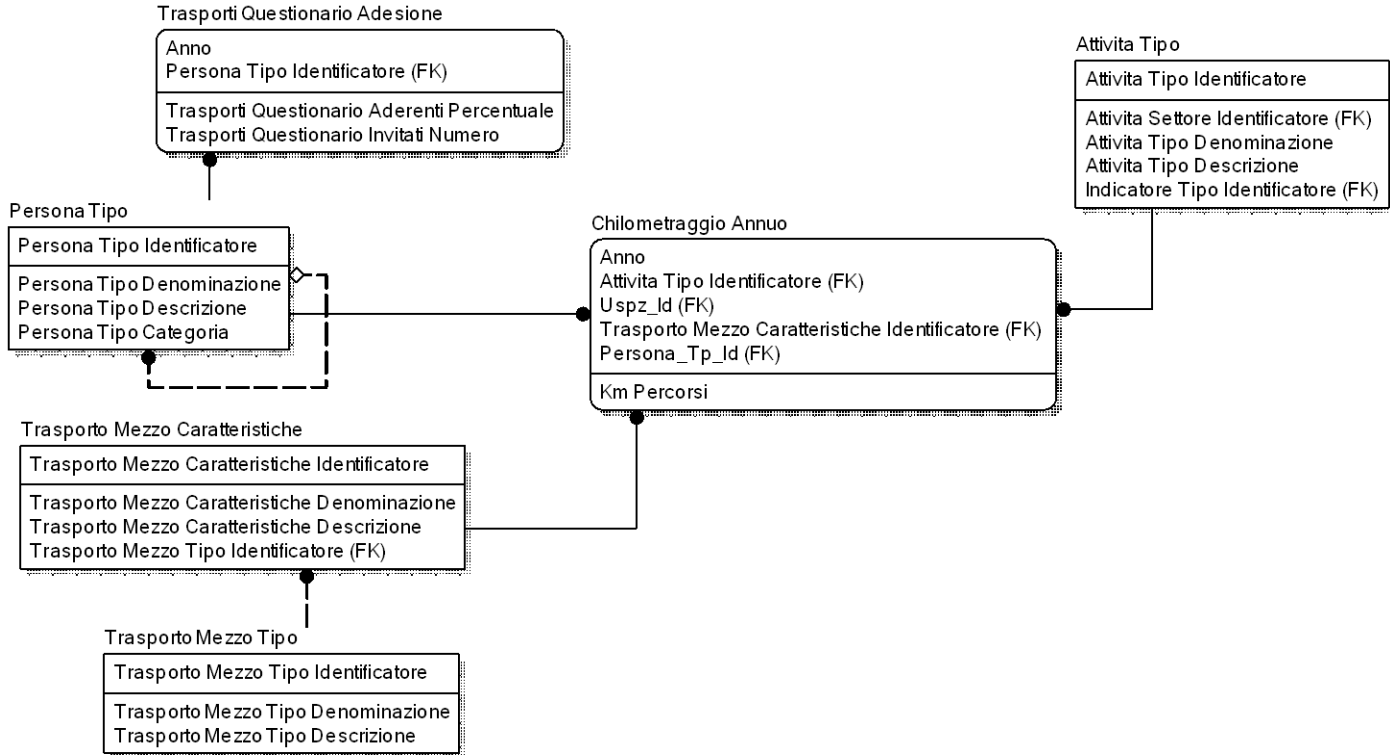 Trasporti Questionario Adesione
Anno
Persona Tipo Identificatore (FK)
Trasporti Questionario Aderenti Percentuale
Trasporti Questionario Invitati Numero
Attivita Tipo
Attivita Tipo Identificatore
Attivita Settore Identificatore (FK)
Attivita Tipo Denominazione
Attivita Tipo Descrizione
Indicatore Tipo Identificatore (FK)
Persona Tipo
Persona Tipo Identificatore
Persona Tipo Denominazione
Persona Tipo Descrizione
Persona Tipo Categoria
Chilometraggio Annuo
Anno
Attivita Tipo Identificatore (FK)
Uspz_Id (FK)
Trasporto Mezzo Caratteristiche Identificatore (FK)
Persona_Tp_Id (FK)
Km Percorsi
Trasporto Mezzo Caratteristiche
Trasporto Mezzo Caratteristiche Identificatore
Trasporto Mezzo Caratteristiche Denominazione
Trasporto Mezzo Caratteristiche Descrizione
Trasporto Mezzo Tipo Identificatore (FK)
Trasporto Mezzo Tipo
Trasporto Mezzo Tipo Identificatore
Trasporto Mezzo Tipo Denominazione
Trasporto Mezzo Tipo Descrizione